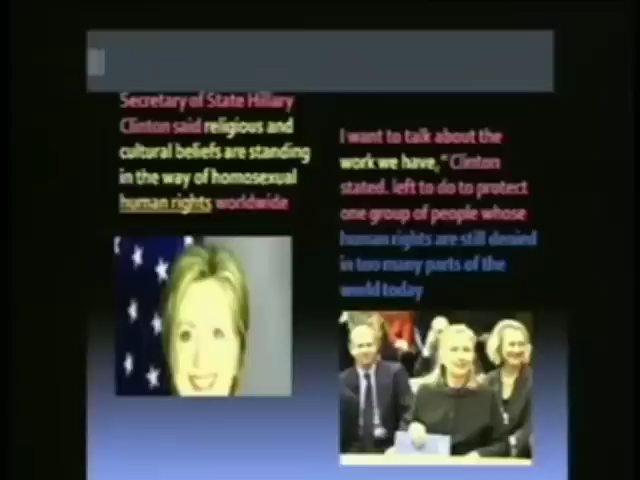 Secretary of State Hillary
Clinton said religious and
cultural beliefs are standing
in the way of homosexual
human rights worldwide
I want to talk about the
work we have," Clinton
stated. left to do to protect
one group of people whose
human rights are still denied
in too many parts of the
world today